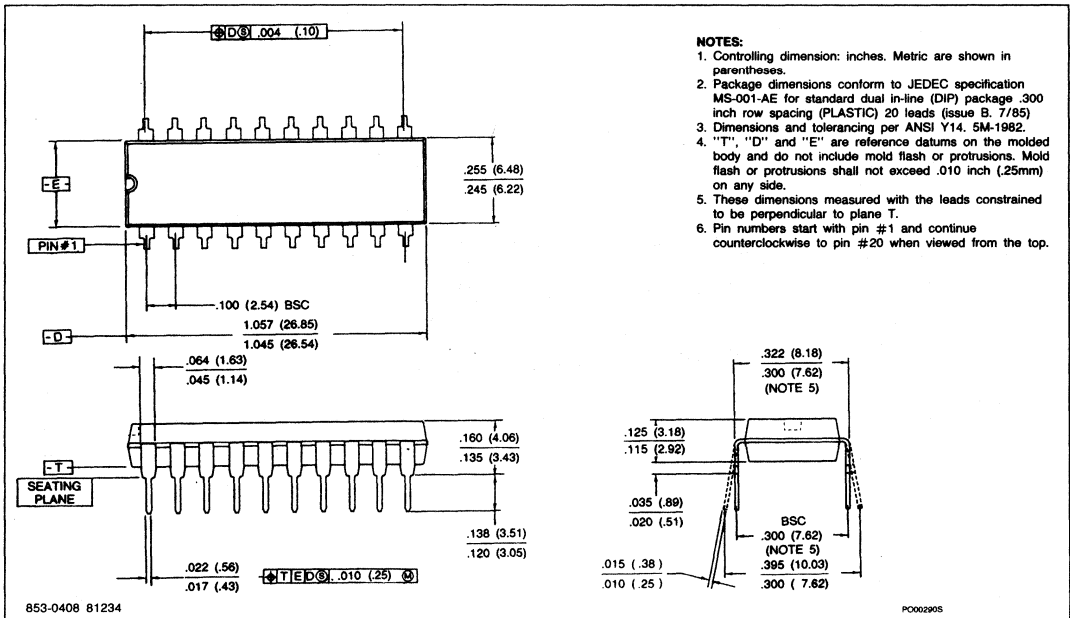 ⌖ D Ⓢ .004 (.10)
NOTES:
1. Controlling dimension: inches. Metric are shown in
parentheses.
2. Package dimensions conform to JEDEC specification
MS-001-AE for standard dual in-line (DIP) package .300
inch row spacing (PLASTIC) 20 leads (issue B. 7/85)
3. Dimensions and tolerancing per ANSI Y14. 5M-1982.
4. "T", "D" and "E" are reference datums on the molded
body and do not include mold flash or protrusions. Mold
flash or protrusions shall not exceed .010 inch (.25mm)
on any side.
5. These dimensions measured with the leads constrained
to be perpendicular to plane T.
6. Pin numbers start with pin #1 and continue
counterclockwise to pin #20 when viewed from the top.
-E-
.255 (6.48)
.245 (6.22)
PIN #1
.100 (2.54) BSC
-D-
1.057 (26.85)
1.045 (26.54)
.064 (1.63)
.045 (1.14)
.160 (4.06)
.135 (3.43)
-T-
SEATING
PLANE
.138 (3.51)
.120 (3.05)
.022 (.56)
.017 (.43)
⌖ T E D Ⓢ .010 (.25) Ⓜ
.322 (8.18)
.300 (7.62)
(NOTE 5)
.125 (3.18)
.115 (2.92)
.035 (.89)
.020 (.51)
BSC
.300 (7.62)
(NOTE 5)
.395 (10.03)
.300 ( 7.62)
.015 (.38 )
.010 (.25 )
853-0408 81234
PO00290S